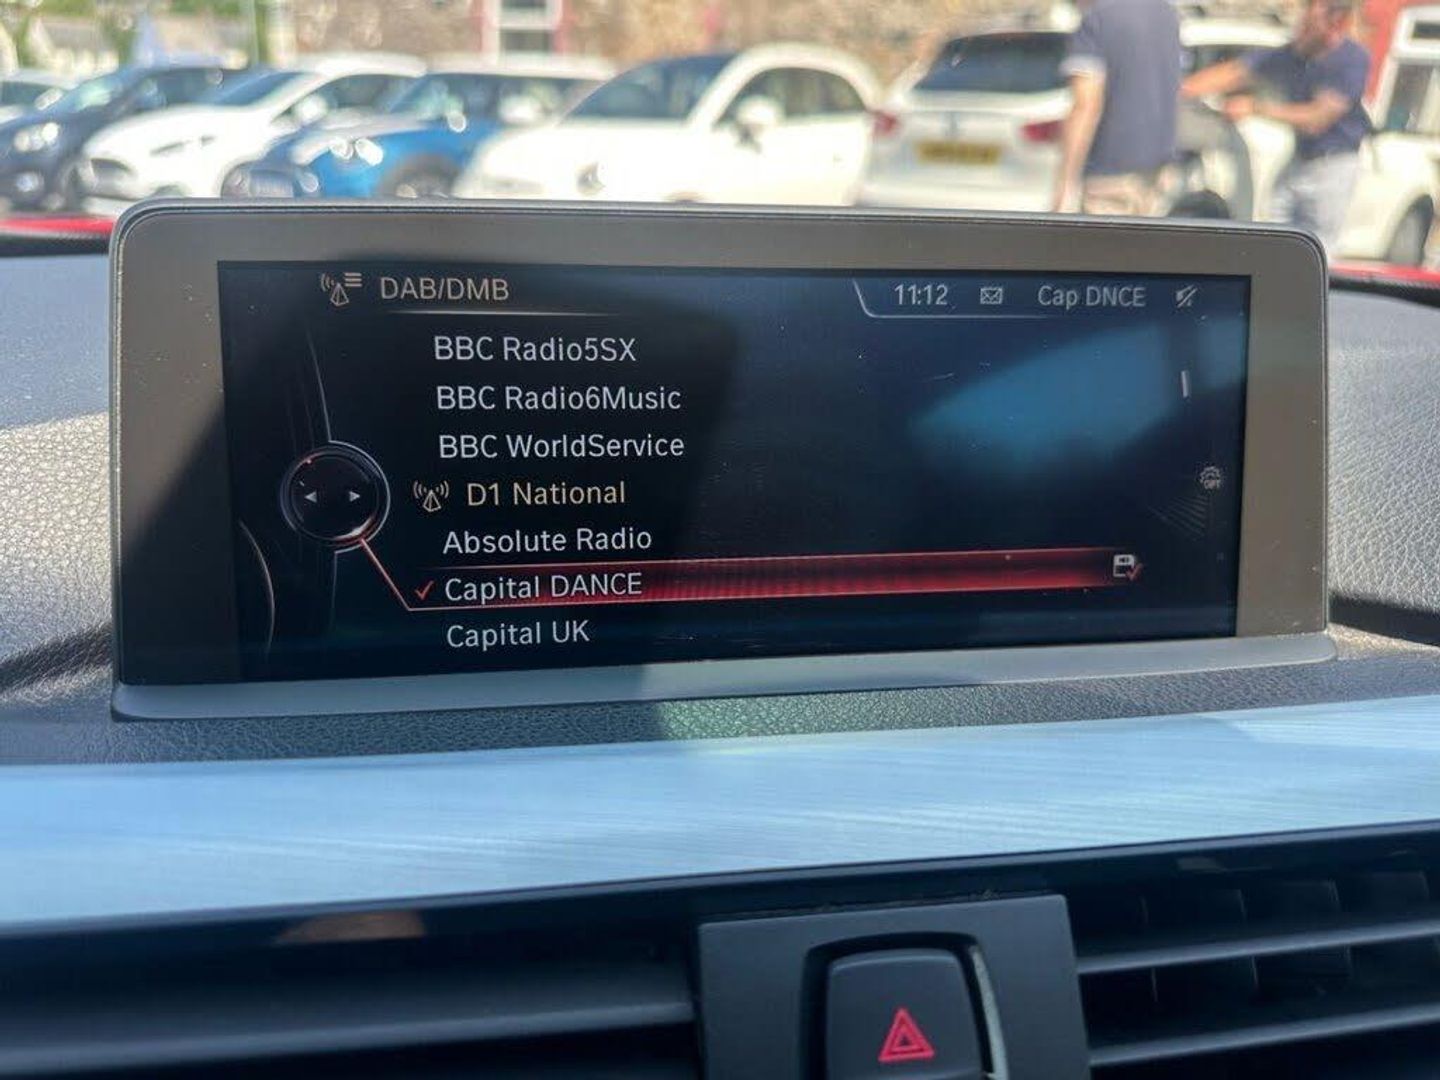 DAB/DMB
11:12 Cap DNCE
BBC Radio5SX
BBC Radio6Music
BBC WorldService
D1 National
Absolute Radio
Capital DANCE
Capital UK